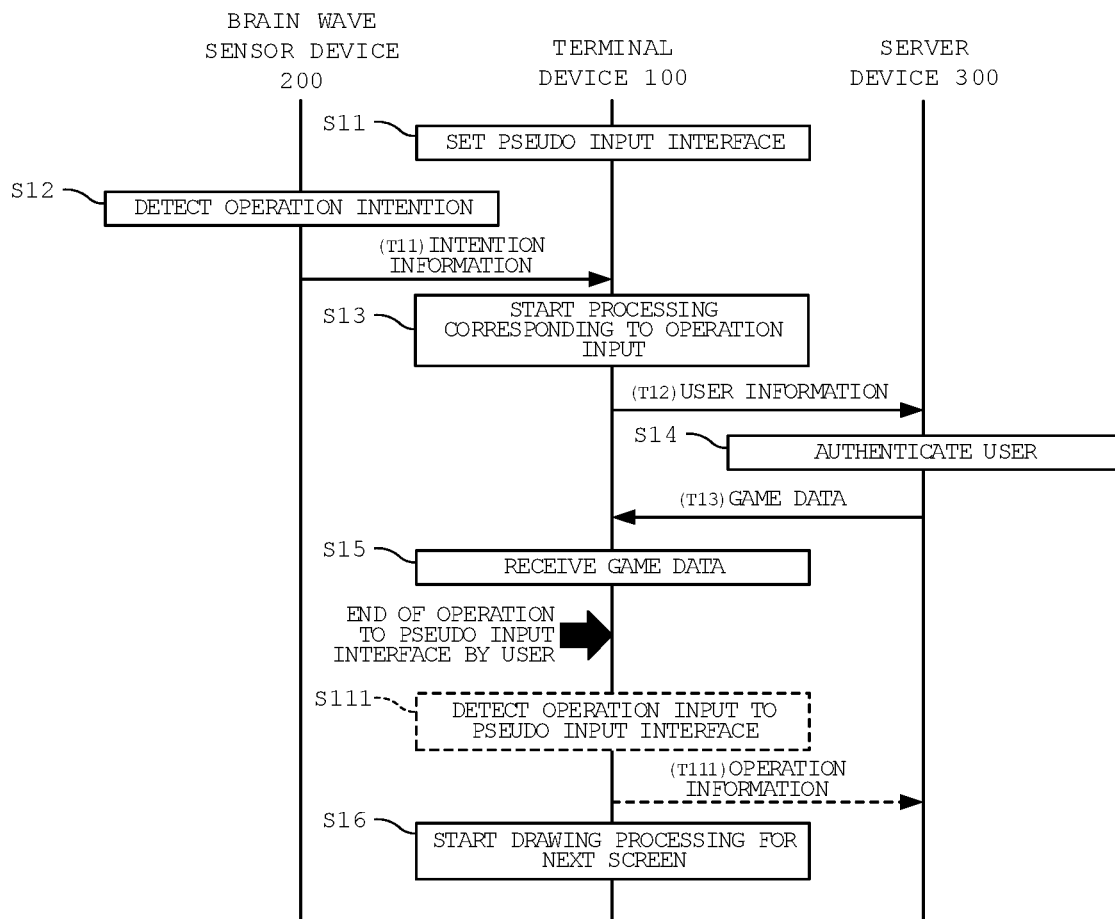 BRAIN WAVE
SENSOR DEVICE
200
TERMINAL
DEVICE 100
SERVER
DEVICE 300
S11
SET PSEUDO INPUT INTERFACE
S12
DETECT OPERATION INTENTION
(T11) INTENTION
INFORMATION
S13
START PROCESSING
CORRESPONDING TO OPERATION
INPUT
(T12) USER INFORMATION
S14
AUTHENTICATE USER
(T13) GAME DATA
S15
RECEIVE GAME DATA
END OF OPERATION
TO PSEUDO INPUT
INTERFACE BY USER
S111
DETECT OPERATION INPUT TO
PSEUDO INPUT INTERFACE
(T111) OPERATION
INFORMATION
S16
START DRAWING PROCESSING FOR
NEXT SCREEN